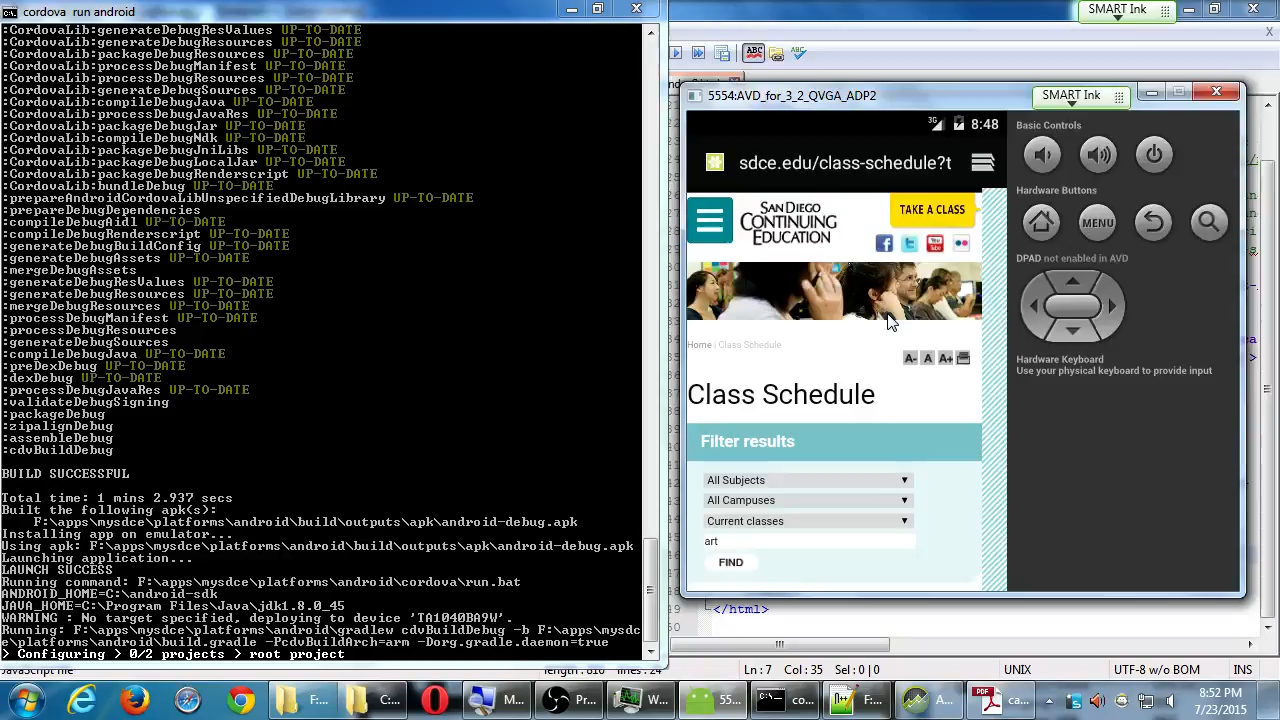 cordova run android
:CordovaLib:generateDebugResValues UP-TO-DATE
:CordovaLib:generateDebugResources UP-TO-DATE
:CordovaLib:packageDebugResources UP-TO-DATE
:CordovaLib:processDebugManifest UP-TO-DATE
:CordovaLib:processDebugResources UP-TO-DATE
:CordovaLib:generateDebugSources UP-TO-DATE
:CordovaLib:compileDebugJava UP-TO-DATE
:CordovaLib:processDebugJavaRes UP-TO-DATE
:CordovaLib:packageDebugJar UP-TO-DATE
:CordovaLib:compileDebugNdk UP-TO-DATE
:CordovaLib:packageDebugJniLibs UP-TO-DATE
:CordovaLib:packageDebugLocalJar UP-TO-DATE
:CordovaLib:packageDebugRenderscript UP-TO-DATE
:CordovaLib:bundleDebug UP-TO-DATE
:prepareAndroidCordovaLibUnspecifiedDebugLibrary UP-TO-DATE
:prepareDebugDependencies
:compileDebugAidl UP-TO-DATE
:compileDebugRenderscript UP-TO-DATE
:generateDebugBuildConfig UP-TO-DATE
:generateDebugAssets UP-TO-DATE
:mergeDebugAssets
:generateDebugResValues UP-TO-DATE
:generateDebugResources UP-TO-DATE
:mergeDebugResources UP-TO-DATE
:processDebugManifest UP-TO-DATE
:processDebugResources
:generateDebugSources
:compileDebugJava UP-TO-DATE
:preDexDebug UP-TO-DATE
:dexDebug UP-TO-DATE
:processDebugJavaRes UP-TO-DATE
:validateDebugSigning
:packageDebug
:zipalignDebug
:assembleDebug
:cdvBuildDebug
BUILD SUCCESSFUL
Total time: 1 mins 2.937 secs
Built the following apk(s):
F:\apps\mysdce\platforms\android\build\outputs\apk\android-debug.apk
Installing app on emulator...
Using apk: F:\apps\mysdce\platforms\android\build\outputs\apk\android-debug.apk
Launching application...
LAUNCH SUCCESS
Running command: F:\apps\mysdce\platforms\android\cordova\run.bat
ANDROID_HOME=C:\android-sdk
JAVA_HOME=C:\Program Files\Java\jdk1.8.0_45
WARNING : No target specified, deploying to device 'TA1040BA9W'.
Running: F:\apps\mysdce\platforms\android\gradlew cdvBuildDebug -b F:\apps\mysdc
e\platforms\android\build.gradle -PcdvBuildArch=arm -Dorg.gradle.daemon=true
> Configuring > 0/2 projects > root project
SMART Ink
ABC
ABC
5554:AVD_for_3_2_QVGA_ADP2
SMART Ink
3G
8:48
sdce.edu/class-schedule?t
SAN DIEGO
CONTINUING
EDUCATION
TAKE A CLASS
You
Tube
Home | Class Schedule
A- A A+
Class Schedule
Filter results
All Subjects
All Campuses
Current classes
art
FIND
Basic Controls
Hardware Buttons
MENU
DPAD not enabled in AVD
Hardware Keyboard
Use your physical keyboard to provide input
</html>
Ln:7 Col:35 Sel:0|0
UNIX
UTF-8 w/o BOM
INS
F:...
C:...
M...
Pr...
W...
55...
co...
F:...
A...
PDF
ca...
8:52 PM
7/23/2015